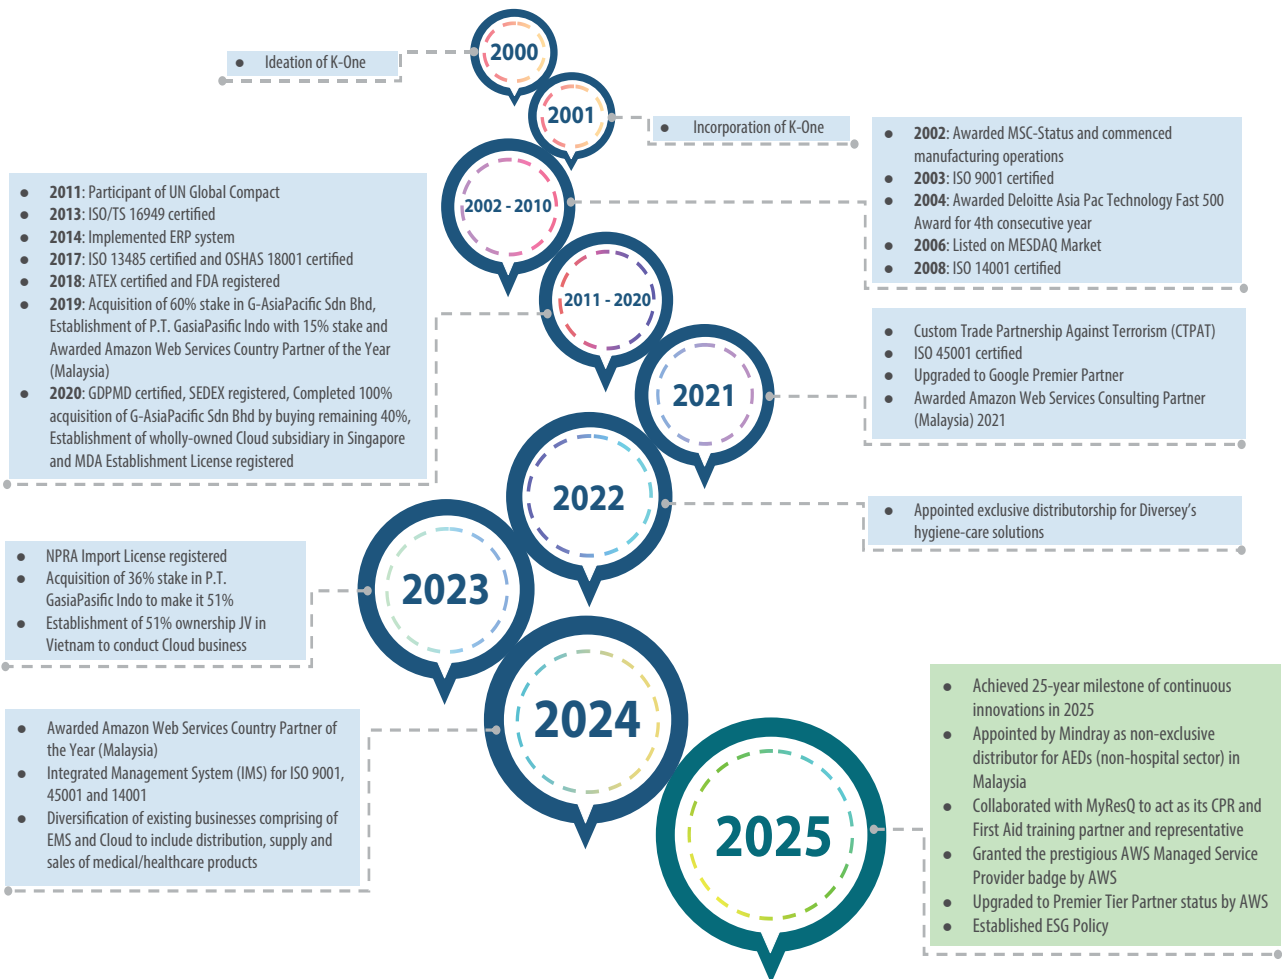 2000
● Ideation of K-One
2001
● Incorporation of K-One
2002 - 2010
● 2002: Awarded MSC-Status and commenced
manufacturing operations
● 2003: ISO 9001 certified
● 2004: Awarded Deloitte Asia Pac Technology Fast 500
Award for 4th consecutive year
● 2006: Listed on MESDAQ Market
● 2008: ISO 14001 certified
2011 - 2020
● 2011: Participant of UN Global Compact
● 2013: ISO/TS 16949 certified
● 2014: Implemented ERP system
● 2017: ISO 13485 certified and OSHAS 18001 certified
● 2018: ATEX certified and FDA registered
● 2019: Acquisition of 60% stake in G-AsiaPacific Sdn Bhd,
Establishment of P.T. GasiaPasific Indo with 15% stake and
Awarded Amazon Web Services Country Partner of the Year
(Malaysia)
● 2020: GDPMD certified, SEDEX registered, Completed 100%
acquisition of G-AsiaPacific Sdn Bhd by buying remaining 40%,
Establishment of wholly-owned Cloud subsidiary in Singapore
and MDA Establishment License registered
2021
● Custom Trade Partnership Against Terrorism (CTPAT)
● ISO 45001 certified
● Upgraded to Google Premier Partner
● Awarded Amazon Web Services Consulting Partner
(Malaysia) 2021
2022
● Appointed exclusive distributorship for Diversey's
hygiene-care solutions
2023
● NPRA Import License registered
● Acquisition of 36% stake in P.T.
GasiaPasific Indo to make it 51%
● Establishment of 51% ownership JV in
Vietnam to conduct Cloud business
2024
● Awarded Amazon Web Services Country Partner of
the Year (Malaysia)
● Integrated Management System (IMS) for ISO 9001,
45001 and 14001
● Diversification of existing businesses comprising of
EMS and Cloud to include distribution, supply and
sales of medical/healthcare products
2025
● Achieved 25-year milestone of continuous
innovations in 2025
● Appointed by Mindray as non-exclusive
distributor for AEDs (non-hospital sector) in
Malaysia
● Collaborated with MyResQ to act as its CPR and
First Aid training partner and representative
● Granted the prestigious AWS Managed Service
Provider badge by AWS
● Upgraded to Premier Tier Partner status by AWS
● Established ESG Policy